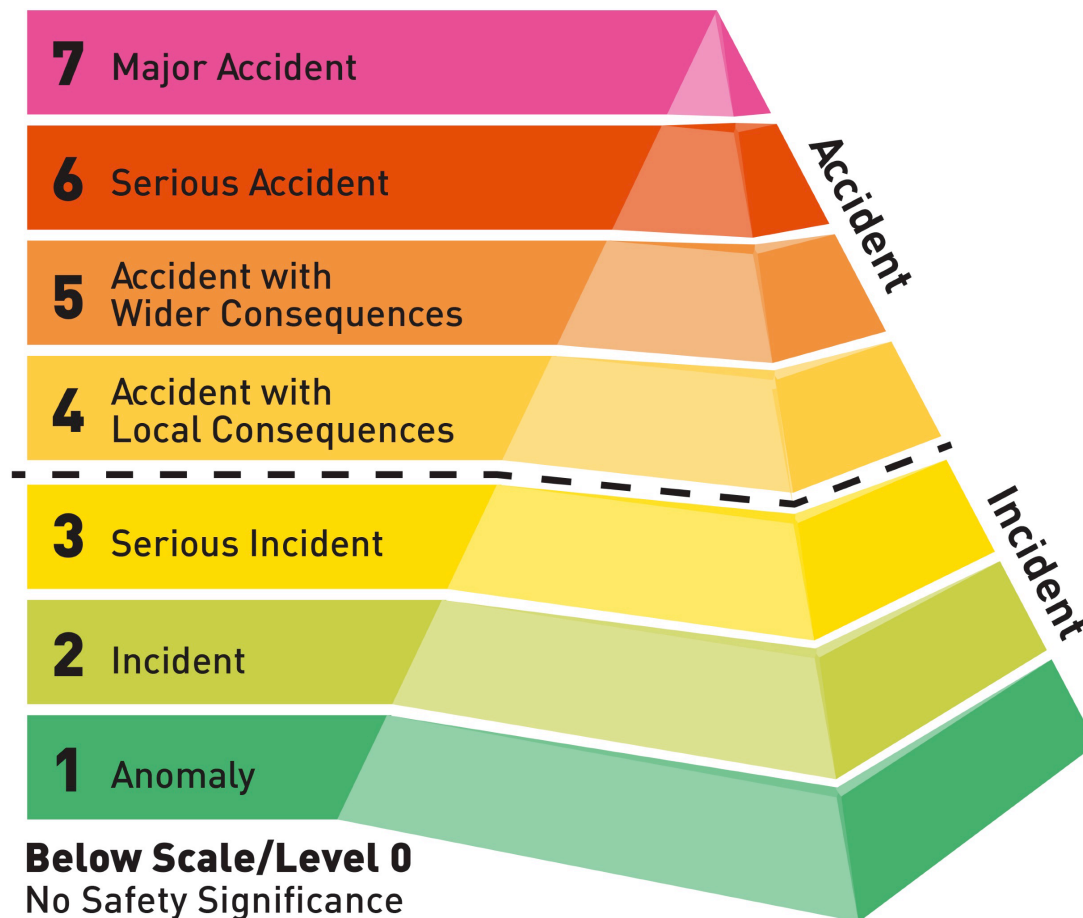 7 Major Accident
6 Serious Accident
5 Accident with
Wider Consequences
4 Accident with
Local Consequences
3 Serious Incident
2 Incident
1 Anomaly
Below Scale/Level 0
No Safety Significance
Accident
Incident